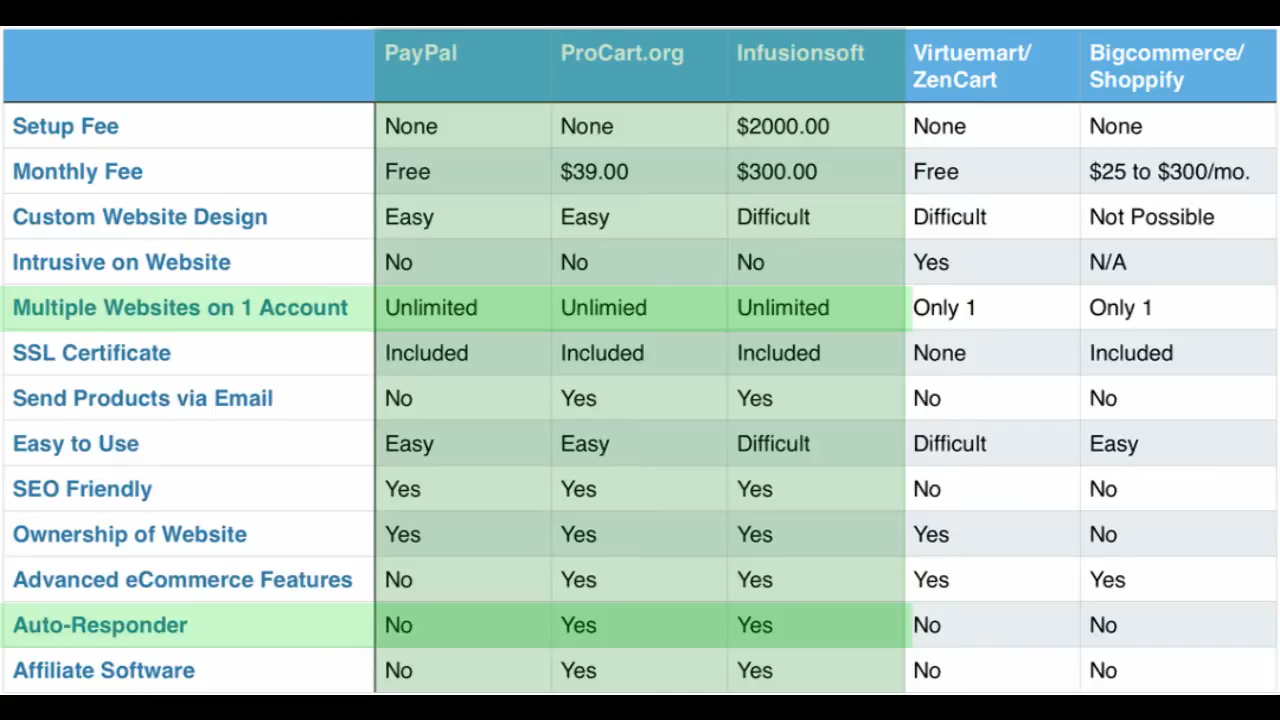 PayPal ProCart.org Infusionsoft Virtuemart/ Bigcommerce/
ZenCart Shoppify
Setup Fee None None $2000.00 None None
Monthly Fee Free $39.00 $300.00 Free $25 to $300/mo.
Custom Website Design Easy Easy Difficult Difficult Not Possible
Intrusive on Website No No No Yes N/A
Multiple Websites on 1 Account Unlimited Unlimied Unlimited Only 1 Only 1
SSL Certificate Included Included Included None Included
Send Products via Email No Yes Yes No No
Easy to Use Easy Easy Difficult Difficult Easy
SEO Friendly Yes Yes Yes No No
Ownership of Website Yes Yes Yes Yes No
Advanced eCommerce Features No Yes Yes Yes Yes
Auto-Responder No Yes Yes No No
Affiliate Software No Yes Yes No No